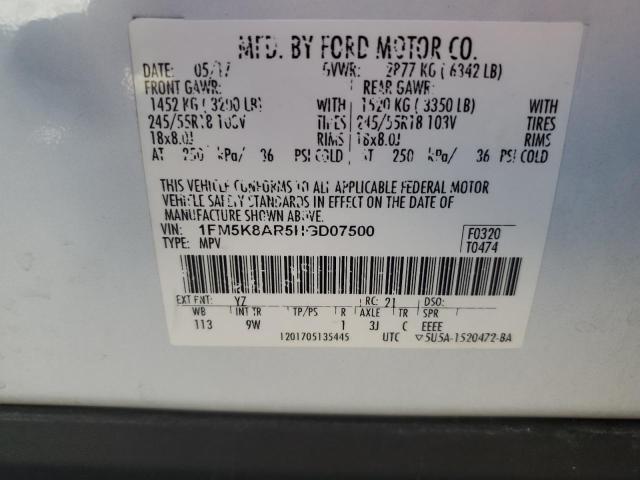 MFD. BY FORD MOTOR CO.
DATE: 05/17 GVWR: 2877 KG ( 6342 LB)
FRONT GAWR: REAR GAWR:
1452 KG ( 3200 LB) WITH 1520 KG ( 3350 LB) WITH
245/55R18 103V TIRES 245/55R18 103V TIRES
18x8.0J RIMS 18x8.0J RIMS
AT 250 kPa/ 36 PSI COLD AT 250 kPa/ 36 PSI COLD
THIS VEHICLE CONFORMS TO ALL APPLICABLE FEDERAL MOTOR
VEHICLE SAFETY STANDARDS IN EFFECT ON THE DATE OF
MANUFACTURE SHOWN ABOVE.
VIN: 1FM5K8AR5HGD07500 F0320
TYPE: MPV T0474
EXT PNT: YZ RC: 21 DSO:
WB INT TR TP/PS R AXLE TR SPR
113 9W 1 3J C EEEE
1201705135445 UTC ▽5U5A-1520472-BA